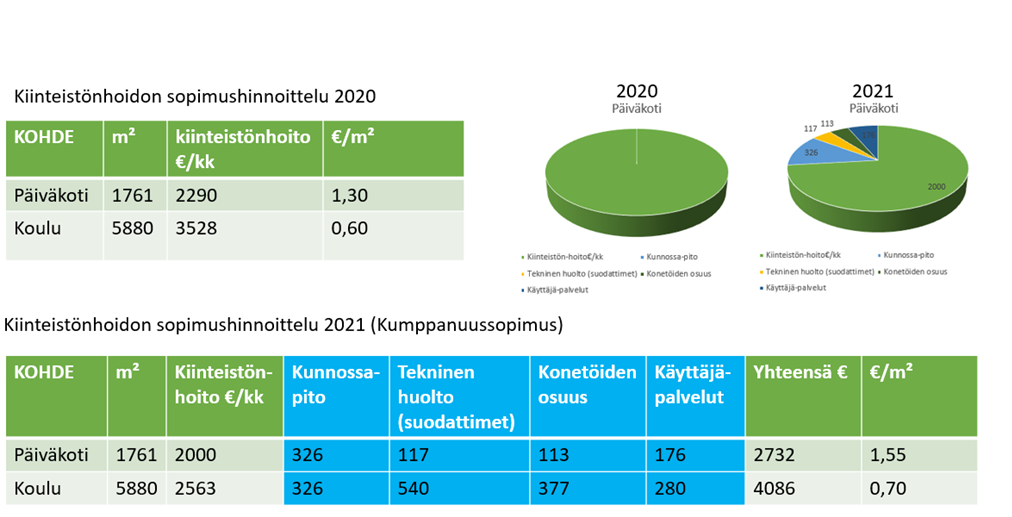 Kiinteistönhoidon sopimushinnoittelu 2020
KOHDE m² kiinteistönhoito €/m²
€/kk
Päiväkoti 1761 2290 1,30
Koulu 5880 3528 0,60
2020
Päiväkoti
Kiinteistön-hoito€/kk Kunnossa-pito
Tekninen huolto (suodattimet) Konetöiden osuus
Käyttäjä-palvelut
2021
Päiväkoti
113
117
176
326
2000
Kiinteistön-hoito€/kk Kunnossa-pito
Tekninen huolto (suodattimet) Konetöiden osuus
Käyttäjä-palvelut
Kiinteistönhoidon sopimushinnoittelu 2021 (Kumppanuussopimus)
KOHDE m² Kiinteistön- Kunnossa- Tekninen Konetöiden Käyttäjä- Yhteensä € €/m²
hoito €/kk pito huolto osuus palvelut
(suodattimet)
Päiväkoti 1761 2000 326 117 113 176 2732 1,55
Koulu 5880 2563 326 540 377 280 4086 0,70